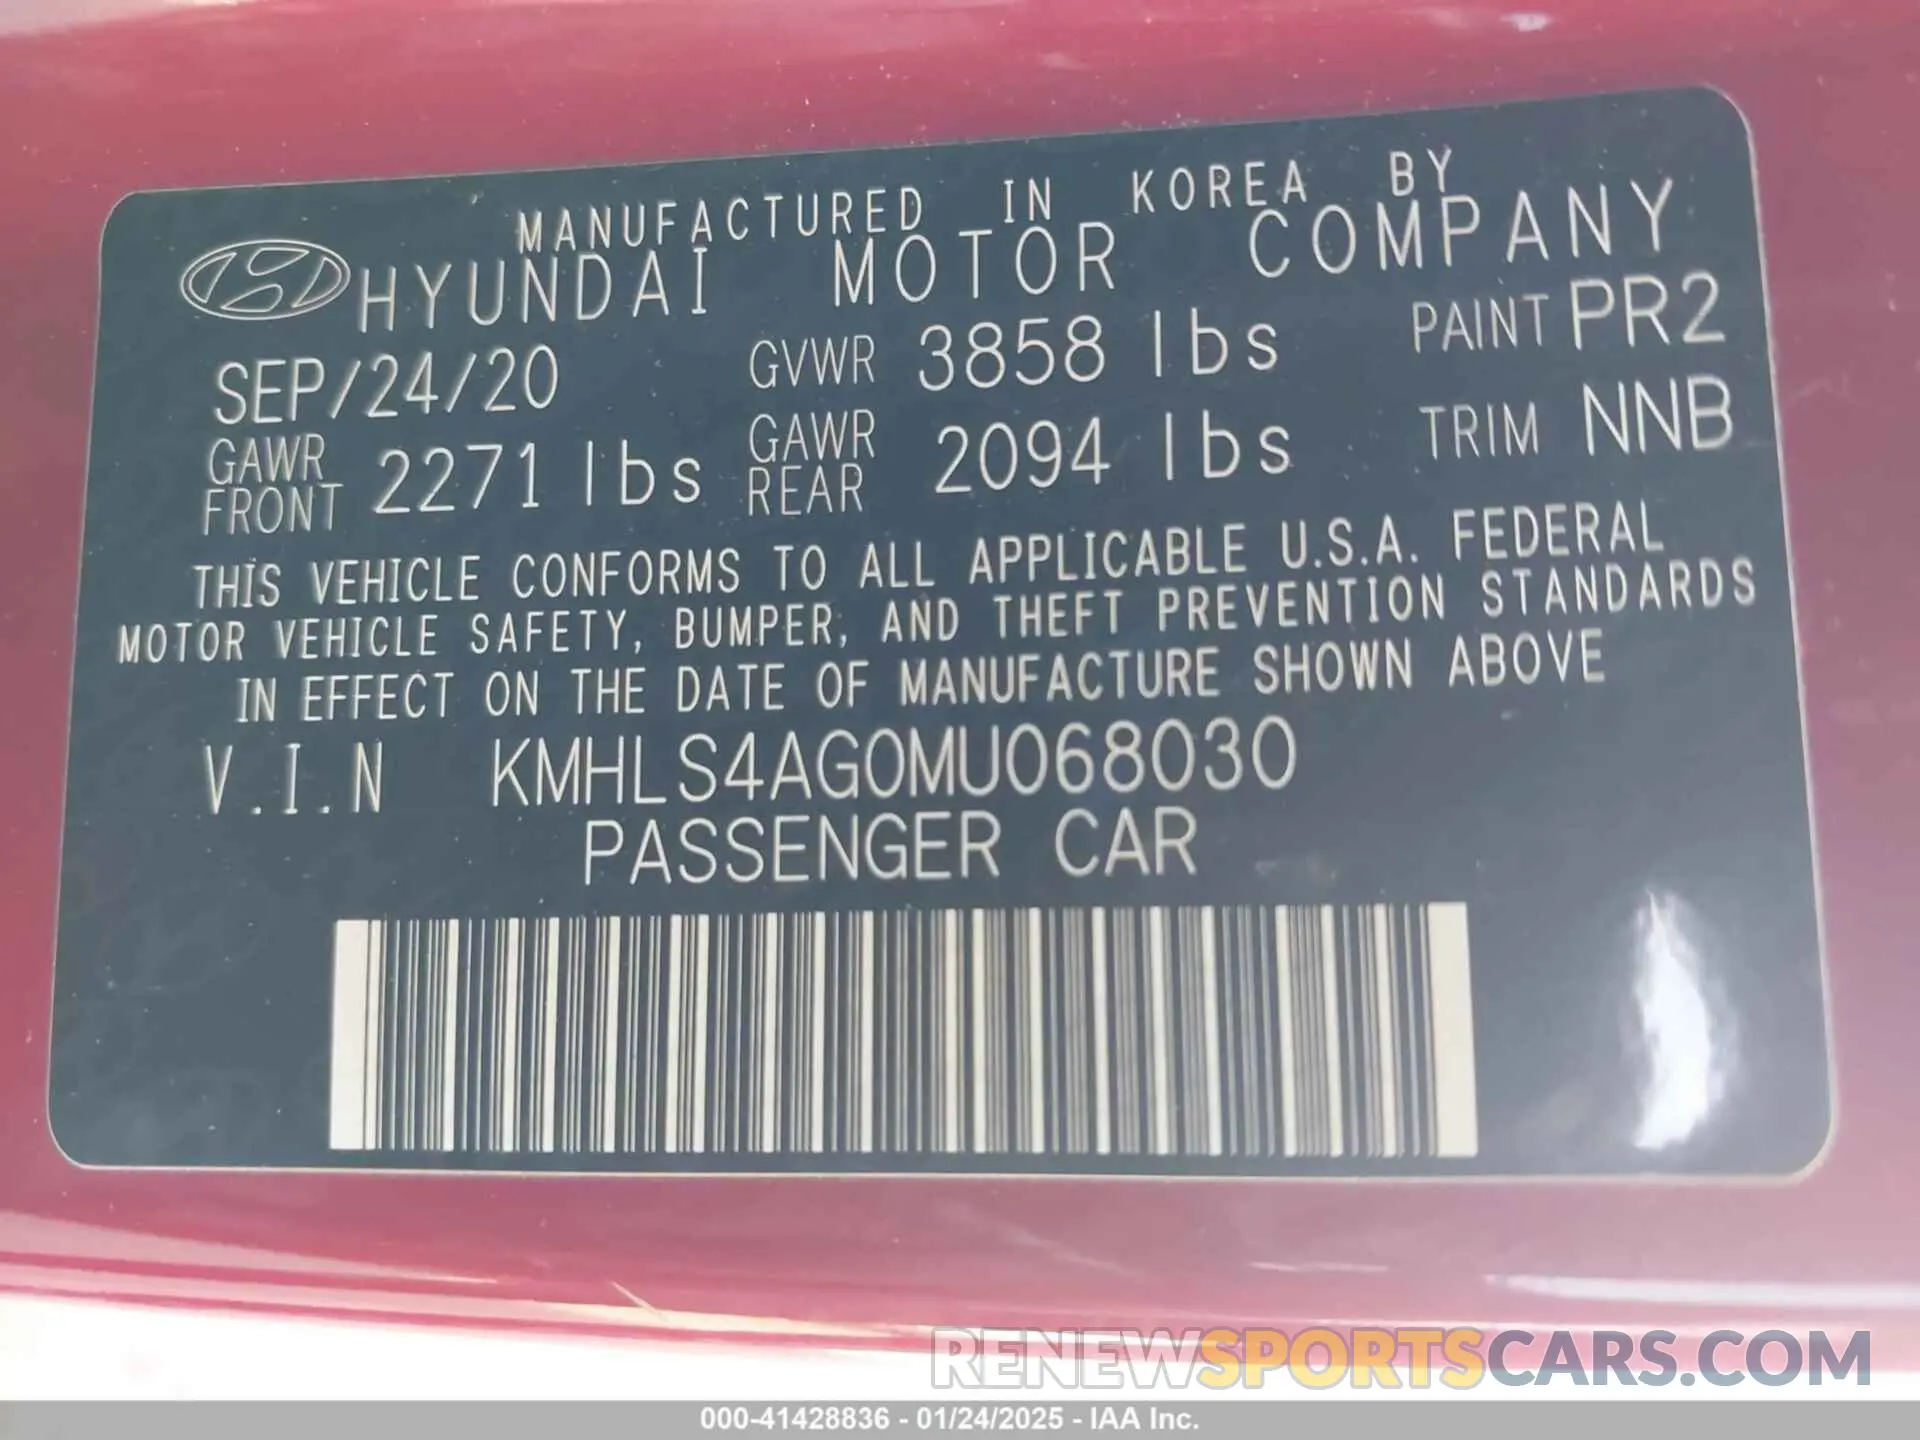 MANUFACTURED IN KOREA BY
HYUNDAI MOTOR COMPANY
SEP/24/20 GVWR 3858 lbs PAINT PR2
GAWR FRONT 2271 lbs GAWR REAR 2094 lbs TRIM NNB
THIS VEHICLE CONFORMS TO ALL APPLICABLE U.S.A. FEDERAL
MOTOR VEHICLE SAFETY, BUMPER, AND THEFT PREVENTION STANDARDS
IN EFFECT ON THE DATE OF MANUFACTURE SHOWN ABOVE
V.I.N KMHLS4AG0MU068030
PASSENGER CAR
RENEWSPORTSCARS.COM
000-41428836 - 01/24/2025 - IAA Inc.